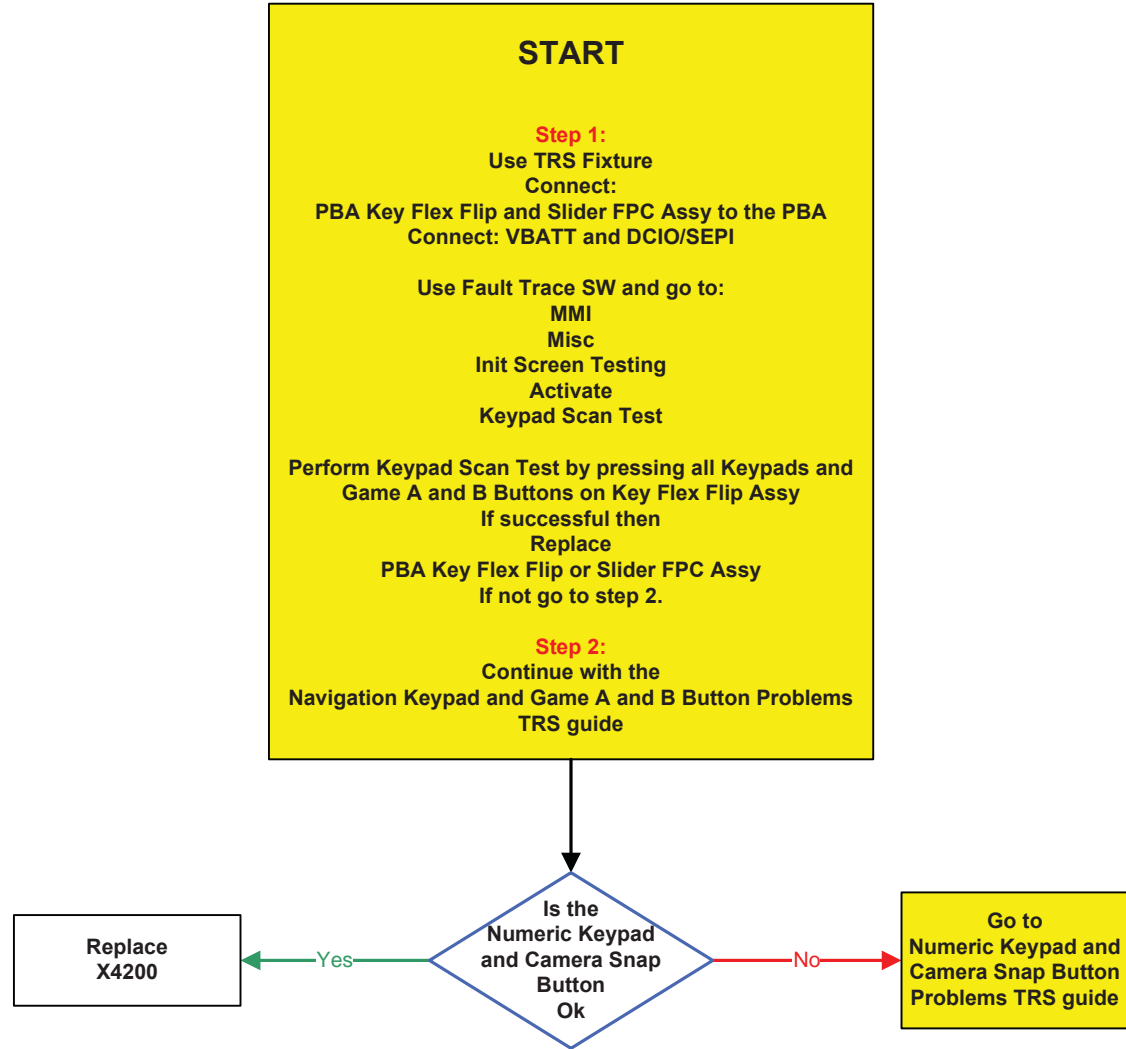 START
Step 1:
Use TRS Fixture
Connect:
PBA Key Flex Flip and Slider FPC Assy to the PBA
Connect: VBATT and DCIO/SEPI
Use Fault Trace SW and go to:
MMI
Misc
Init Screen Testing
Activate
Keypad Scan Test
Perform Keypad Scan Test by pressing all Keypads and
Game A and B Buttons on Key Flex Flip Assy
If successful then
Replace
PBA Key Flex Flip or Slider FPC Assy
If not go to step 2.
Step 2:
Continue with the
Navigation Keypad and Game A and B Button Problems
TRS guide
Is the
Numeric Keypad
and Camera Snap
Button
Ok
Yes
Replace
X4200
No
Go to
Numeric Keypad and
Camera Snap Button
Problems TRS guide